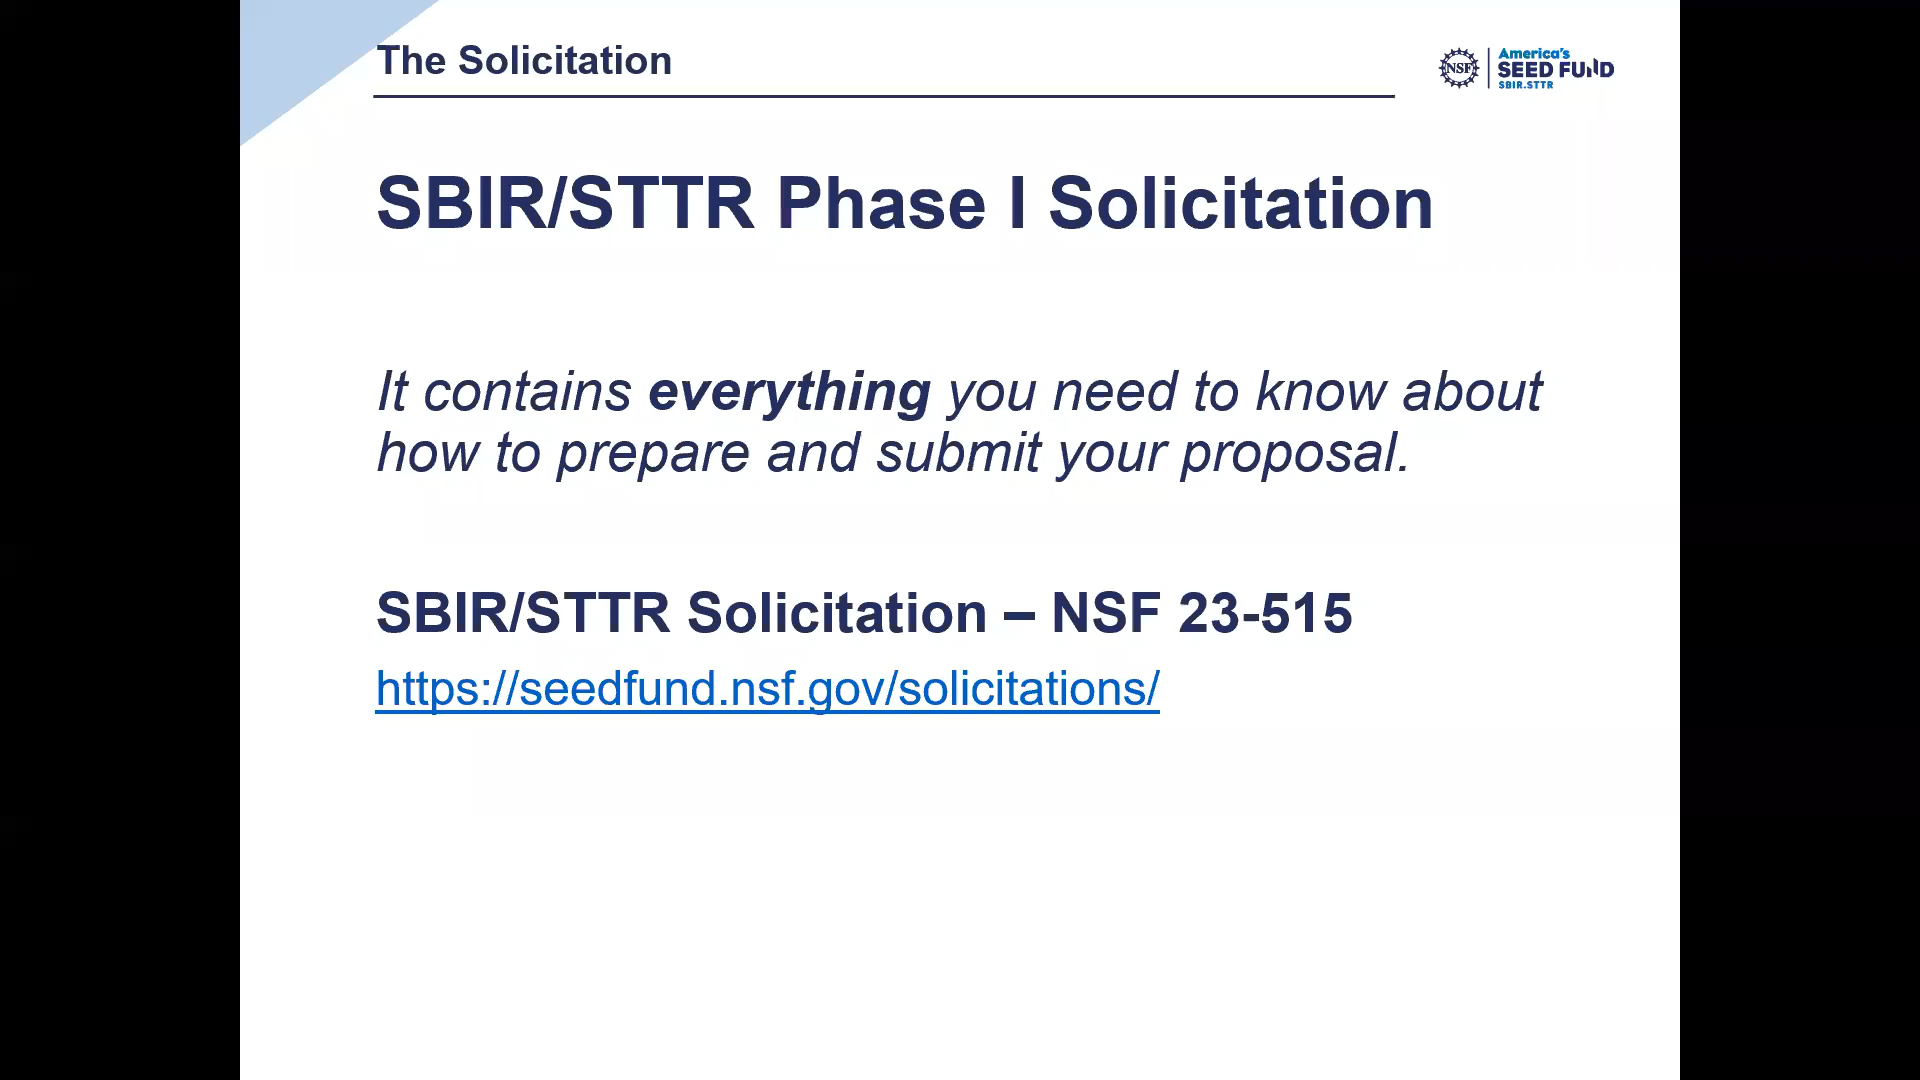 The Solicitation
NSF
America's
SEED FUND
SBIR.STTR
SBIR/STTR Phase I Solicitation
It contains everything you need to know about
how to prepare and submit your proposal.
SBIR/STTR Solicitation – NSF 23-515
https://seedfund.nsf.gov/solicitations/